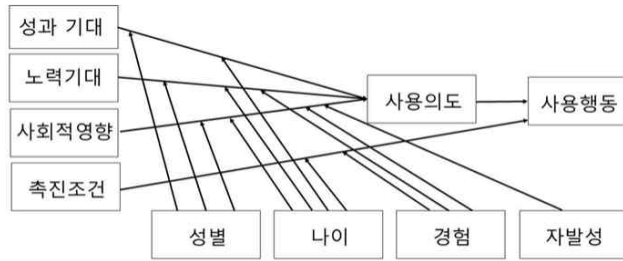 성과 기대
노력기대
사회적영향
촉진조건
사용의도
사용행동
성별
나이
경험
자발성